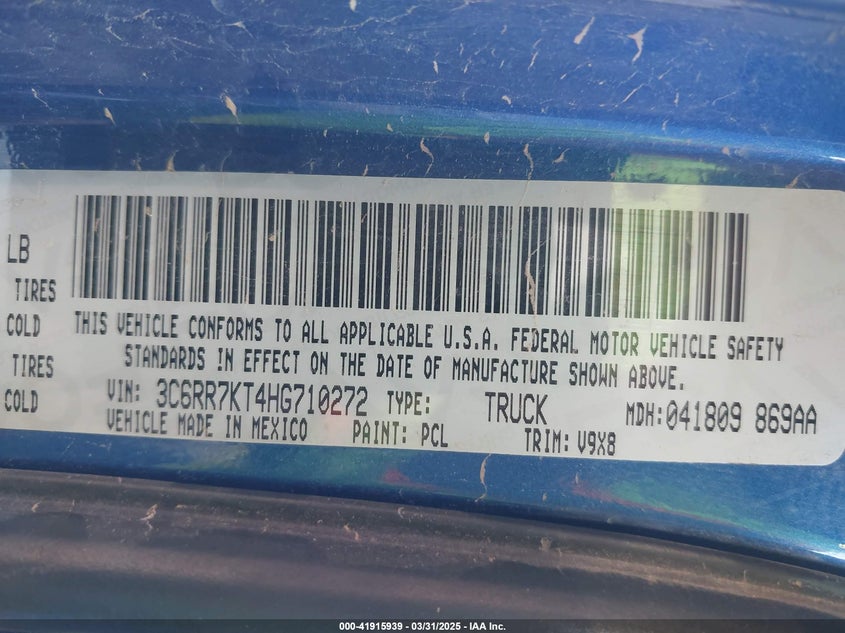 LB
TIRES
COLD
TIRES
COLD
THIS VEHICLE CONFORMS TO ALL APPLICABLE U.S.A. FEDERAL MOTOR VEHICLE SAFETY
STANDARDS IN EFFECT ON THE DATE OF MANUFACTURE SHOWN ABOVE.
VIN: 3C6RR7KT4HG710272 TYPE: TRUCK MDH:041809 869AA
VEHICLE MADE IN MEXICO PAINT: PCL TRIM: V9X8
000-41915939 - 03/31/2025 - IAA Inc.